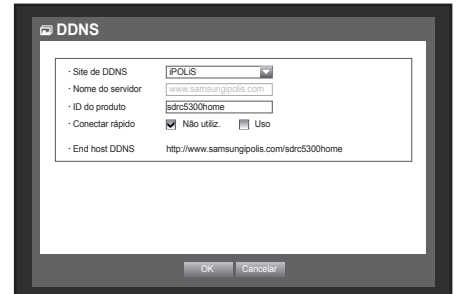 DDNS
· Site de DDNS iPOLiS
· Nome do servidor www.samsungipolis.com
· ID do produto sdrc5300home
· Conectar rápido Não utiliz. Uso
· End host DDNS http://www.samsungipolis.com/sdrc5300home
OK Cancelar